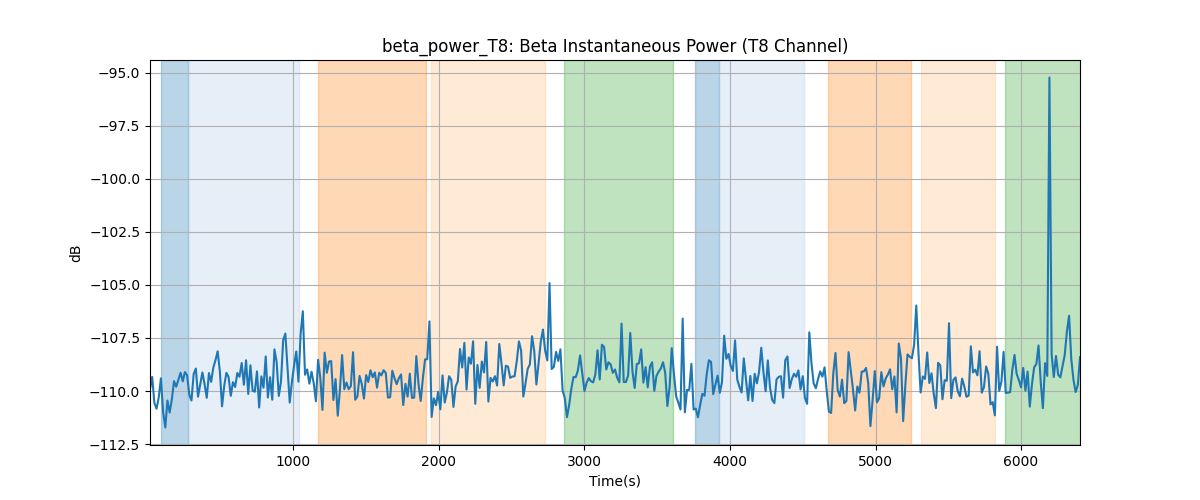 beta_power_T8: Beta Instantaneous Power (T8 Channel)
−95.0
−97.5
−100.0
−102.5
−105.0
−107.5
−110.0
−112.5
dB
1000 2000 3000 4000 5000 6000
Time(s)